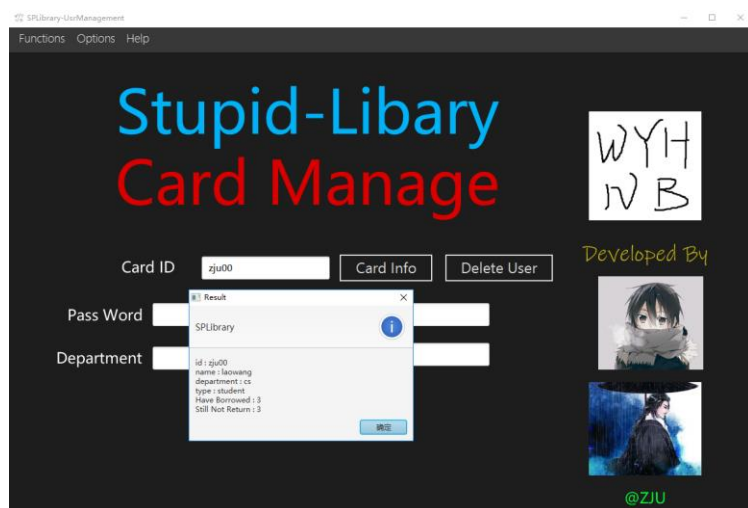 SPLibrary-UsrManagement
Functions Options Help
Stupid-Libary
Card Manage
WYH
NB
Developed By
Card ID zju00 Card Info Delete User
Pass Word
Department
Result
SPLibrary
id : zju00
name : laowang
department : cs
type : student
Have Borrowed : 3
Still Not Return : 3
确定
@ZJU